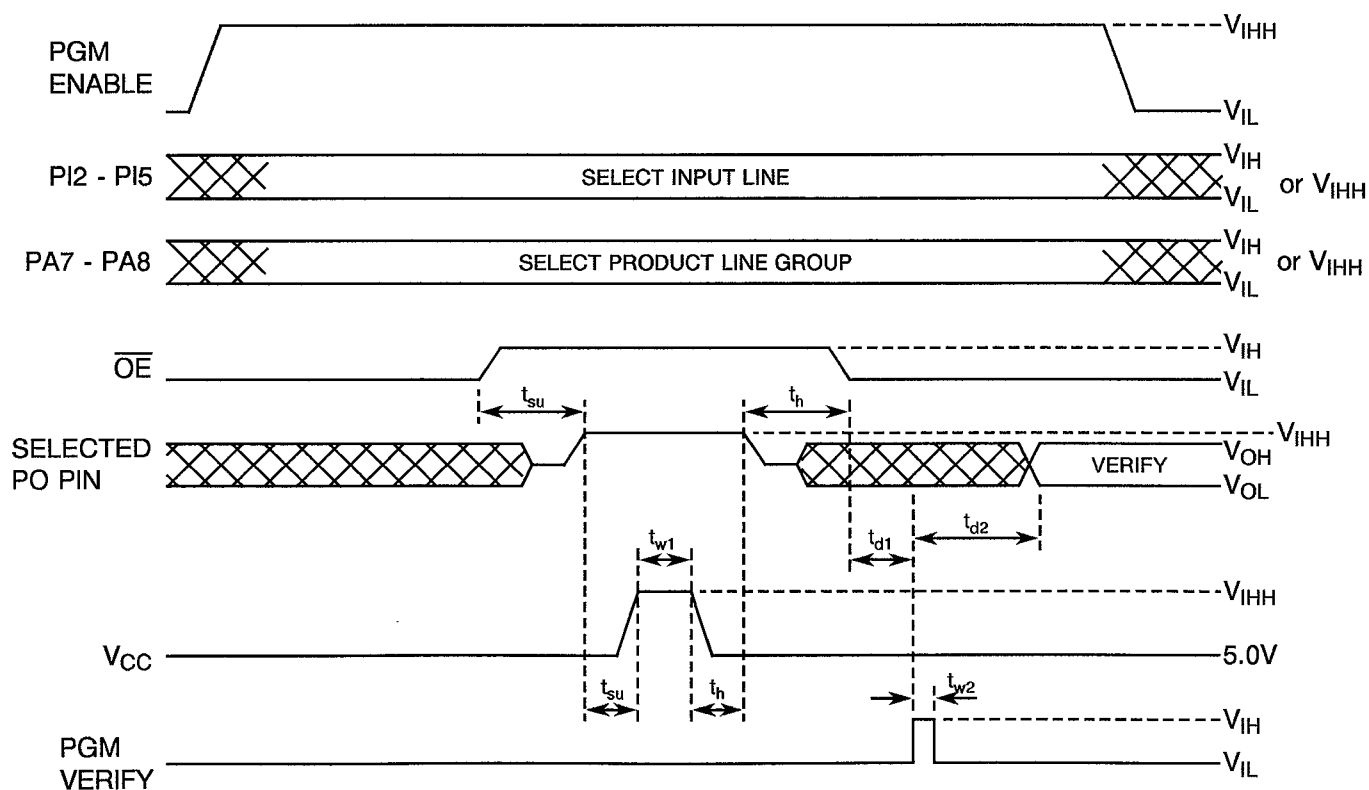 PGM
ENABLE
V_IHH
V_IL
PI2 - PI5
SELECT INPUT LINE
V_IH
V_IL
or V_IHH
PA7 - PA8
SELECT PRODUCT LINE GROUP
V_IH
V_IL
or V_IHH
O̅E̅
V_IH
V_IL
t_su
t_h
SELECTED
PO PIN
V_IHH
VERIFY
V_OH
V_OL
t_w1
t_d1
t_d2
V_CC
V_IHH
5.0V
t_su
t_h
t_w2
PGM
VERIFY
V_IH
V_IL